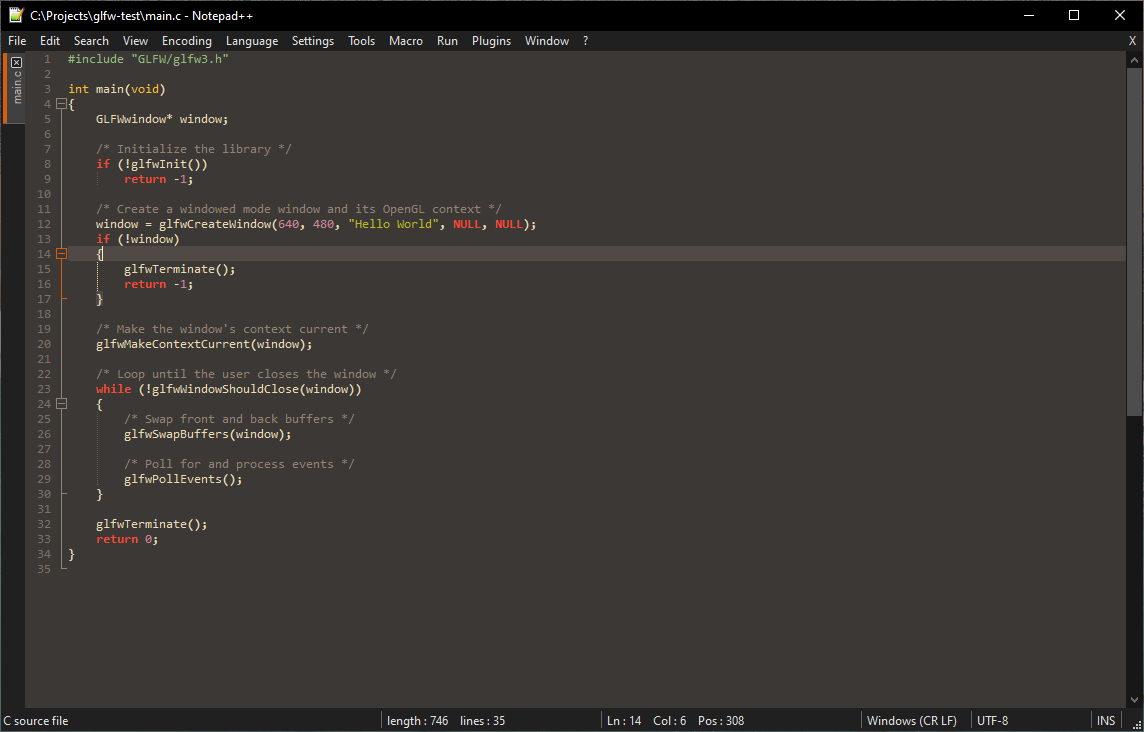 C:\Projects\glfw-test\main.c - Notepad++
File Edit Search View Encoding Language Settings Tools Macro Run Plugins Window ? X
main.c
1 #include "GLFW/glfw3.h"
2
3 int main(void)
4 {
5     GLFWwindow* window;
6
7     /* Initialize the library */
8     if (!glfwInit())
9         return -1;
10
11     /* Create a windowed mode window and its OpenGL context */
12     window = glfwCreateWindow(640, 480, "Hello World", NULL, NULL);
13     if (!window)
14     {
15         glfwTerminate();
16         return -1;
17     }
18
19     /* Make the window's context current */
20     glfwMakeContextCurrent(window);
21
22     /* Loop until the user closes the window */
23     while (!glfwWindowShouldClose(window))
24     {
25         /* Swap front and back buffers */
26         glfwSwapBuffers(window);
27
28         /* Poll for and process events */
29         glfwPollEvents();
30     }
31
32     glfwTerminate();
33     return 0;
34 }
35
C source file length : 746 lines : 35 Ln : 14 Col : 6 Pos : 308 Windows (CR LF) UTF-8 INS